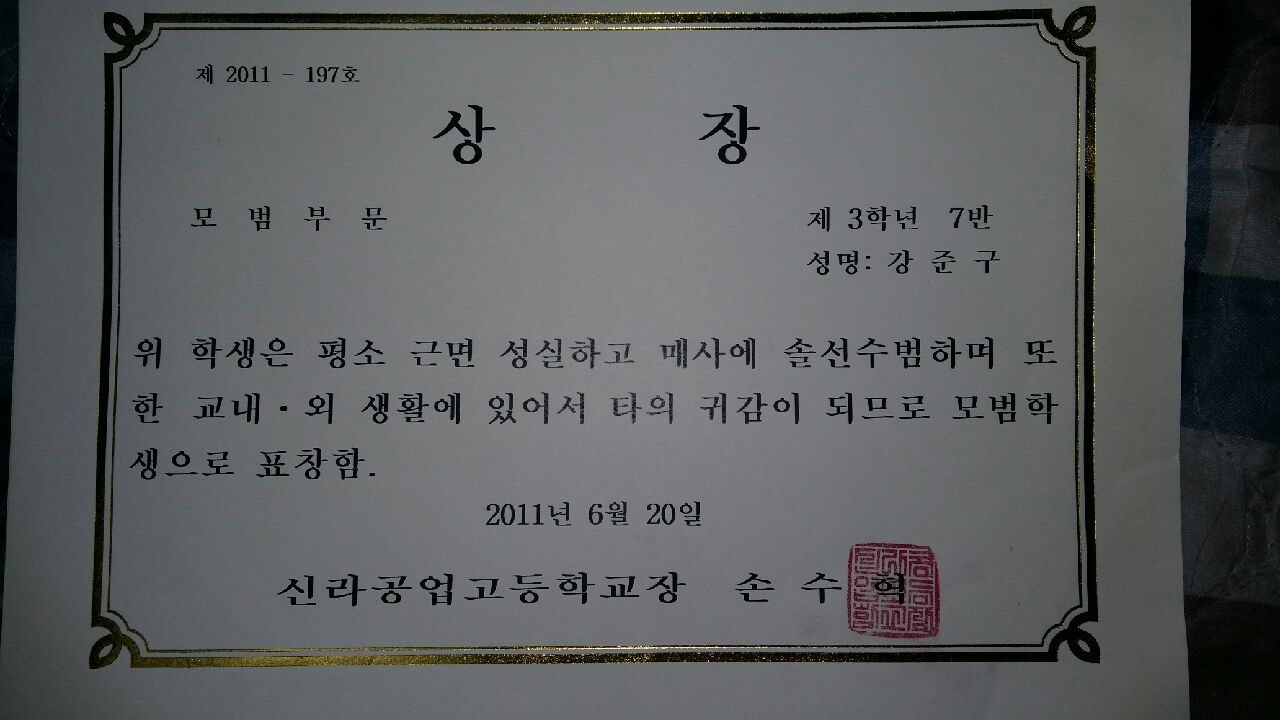 제 2011 - 197호
상 장
모 범 부 문
제 3학년 7반
성명: 강 준 구
위 학생은 평소 근면 성실하고 매사에 솔선수범하며 또
한 교내·외 생활에 있어서 타의 귀감이 되므로 모범학
생으로 표창함.
2011년 6월 20일
신라공업고등학교장 손 수 혁